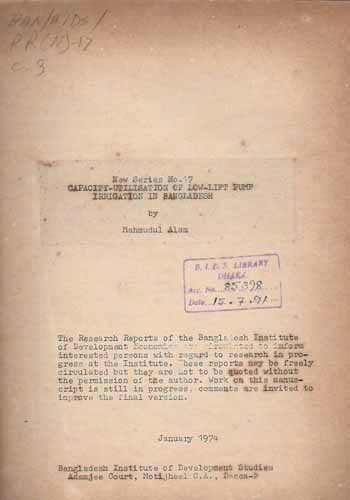 BAN/BIDS/
RR(N)-17
C-3
New Series No.17
CAPACITY-UTILISATION OF LOW-LIFT PUMP
IRRIGATION IN BANGLADESH
by
Mahmudul Alam
B. I. D. S. LIBRARY
DHAKA.
Acc. No. 85398
Date 15.7.91
The Research Reports of the Bangladesh Institute
of Development Economics are circulated to inform
interested persons with regard to research in pro-
gress at the Institute. These reports may be freely
circulated but they are not to be quoted without
the permission of the author. Work on this manus-
cript is still in progress, comments are invited to
improve the final version.
January 1974
Bangladesh Institute of Development Studies
Adamjee Court, Motijheel C.A., Dacca-2